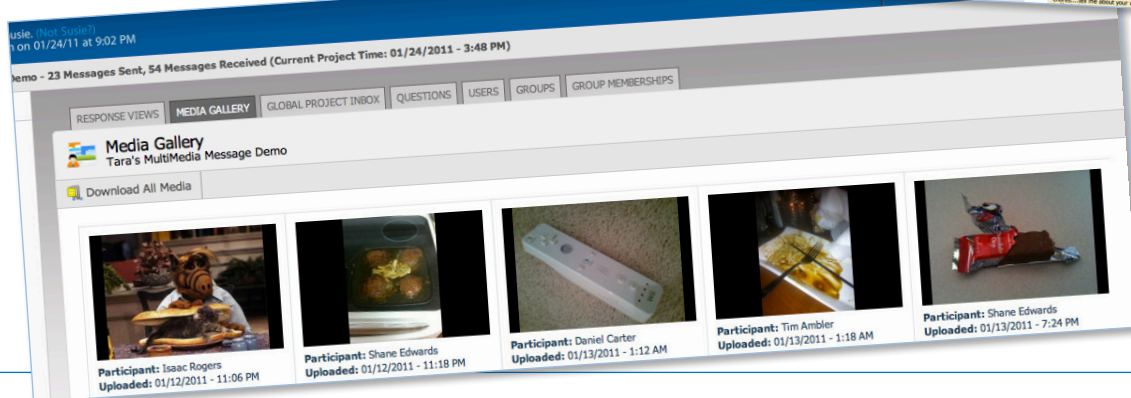 usie. (Not Susie?)
n on 01/24/11 at 9:02 PM
Demo - 23 Messages Sent, 54 Messages Received (Current Project Time: 01/24/2011 - 3:48 PM)
RESPONSE VIEWS MEDIA GALLERY GLOBAL PROJECT INBOX QUESTIONS USERS GROUPS GROUP MEMBERSHIPS
Media Gallery
Tara's MultiMedia Message Demo
Download All Media
Participant: Isaac Rogers
Uploaded: 01/12/2011 - 11:06 PM
Participant: Shane Edwards
Uploaded: 01/12/2011 - 11:18 PM
Participant: Daniel Carter
Uploaded: 01/13/2011 - 1:12 AM
Participant: Tim Ambler
Uploaded: 01/13/2011 - 1:18 AM
Participant: Shane Edwards
Uploaded: 01/13/2011 - 7:24 PM